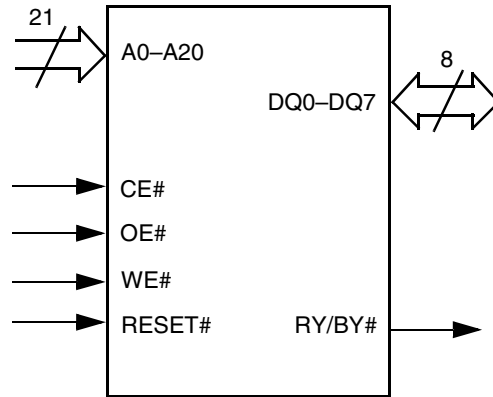 21
A0–A20
8
DQ0–DQ7
CE#
OE#
WE#
RESET#
RY/BY#